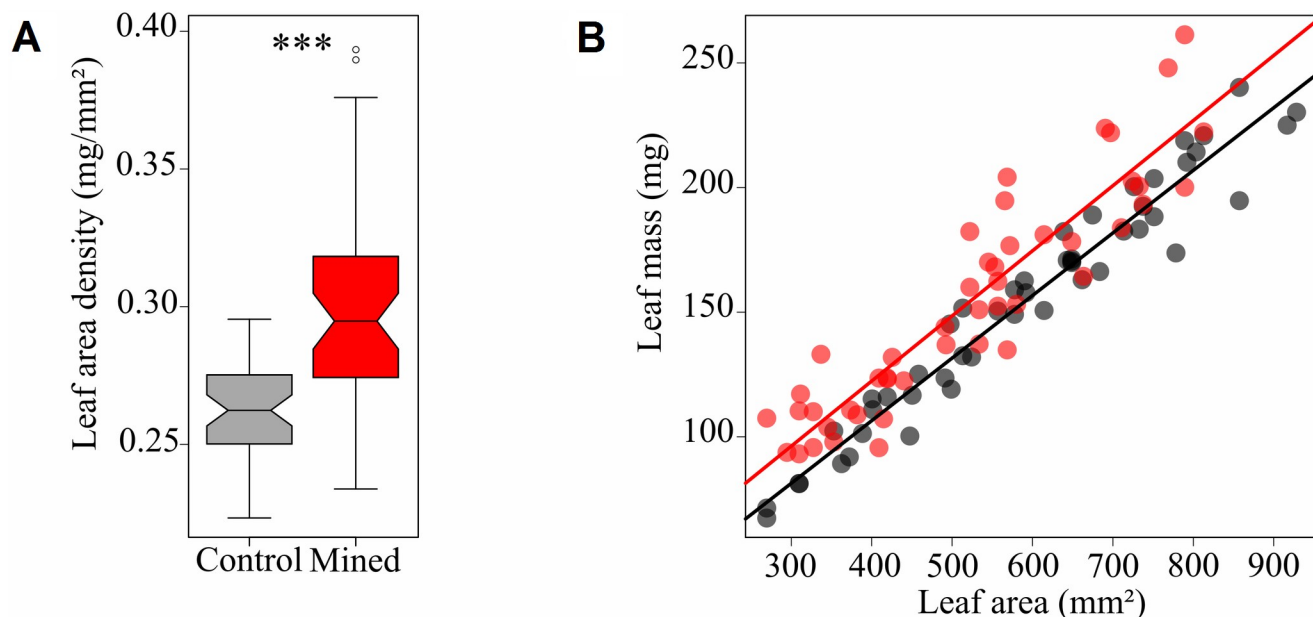 A
Leaf area density (mg/mm²)
0.40
0.35
0.30
0.25
***
Control Mined
B
Leaf mass (mg)
250
200
150
100
300 400 500 600 700 800 900
Leaf area (mm²)